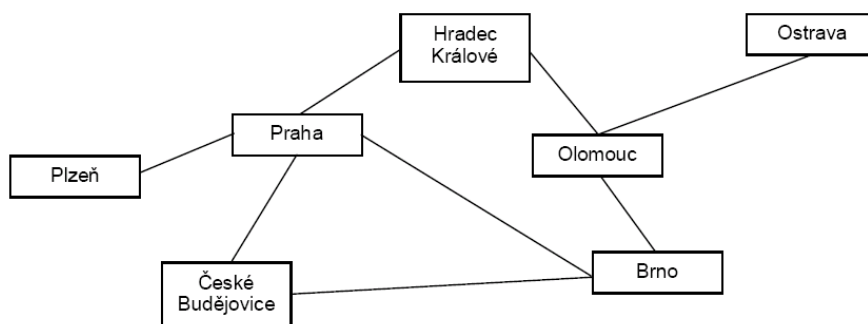 Hradec
Králové
Ostrava
Praha
Olomouc
Plzeň
České
Budějovice
Brno